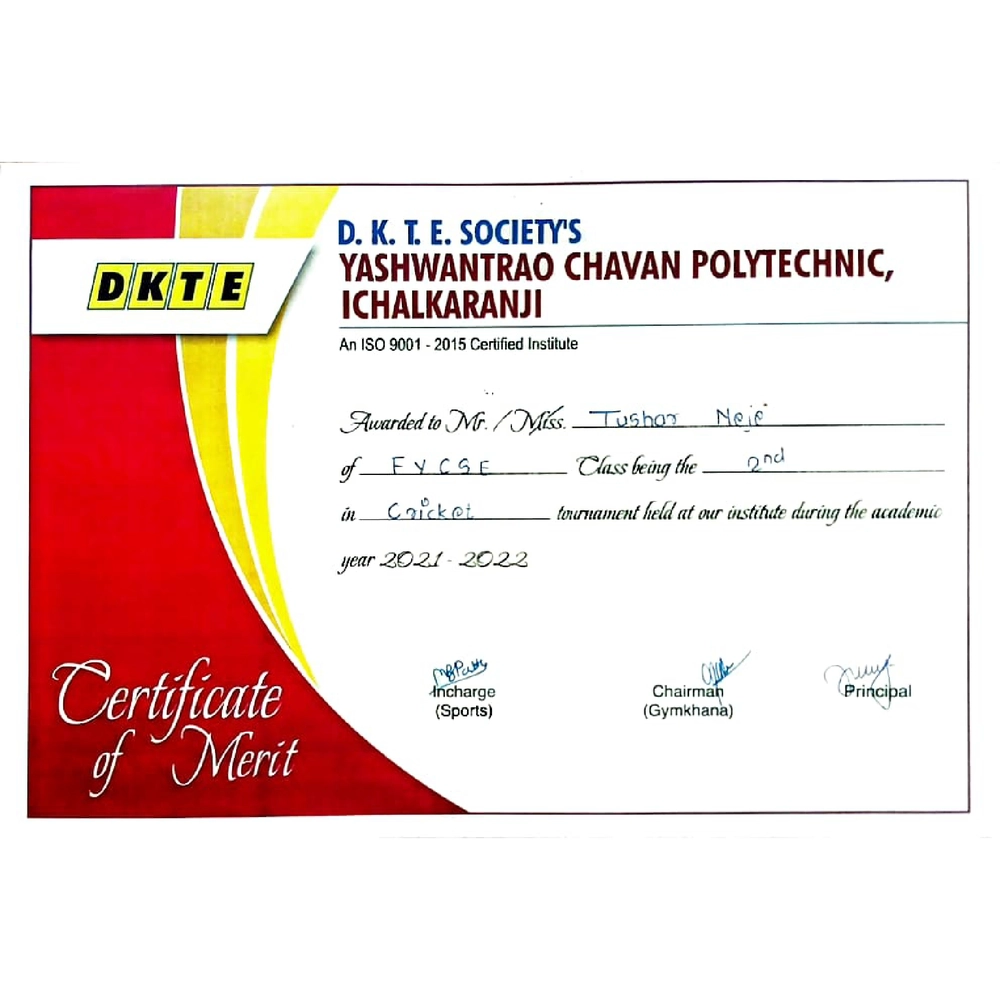 DKTE
D. K. T. E. SOCIETY'S
YASHWANTRAO CHAVAN POLYTECHNIC,
ICHALKARANJI
An ISO 9001 - 2015 Certified Institute
Awarded to Mr. / Miss. Tushar Neje
of FYCSE Class being the 2nd
in Cricket tournament held at our institute during the academic
year 2021 - 2022
Certificate
of Merit
Incharge
(Sports)
Chairman
(Gymkhana)
Principal